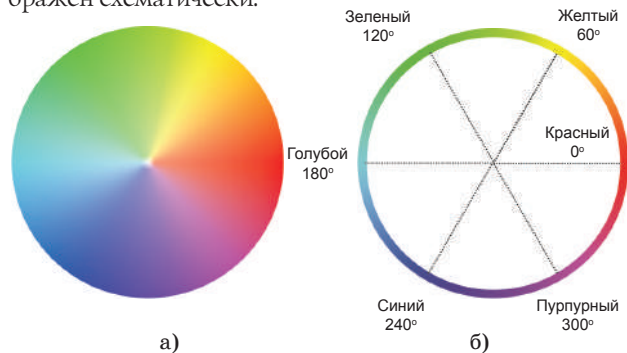 ображен схематически.
Зеленый
120°
Желтый
60°
Красный
0°
Голубой
180°
Синий
240°
Пурпурный
300°
а)
б)